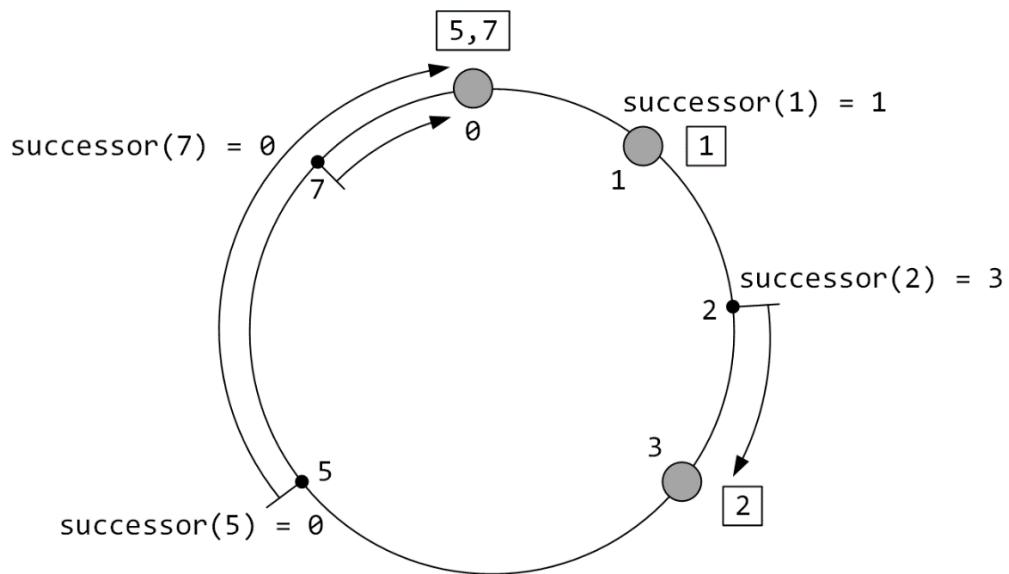 5,7
0
successor(1) = 1
1
1
successor(7) = 0
7
successor(2) = 3
2
3
2
5
successor(5) = 0